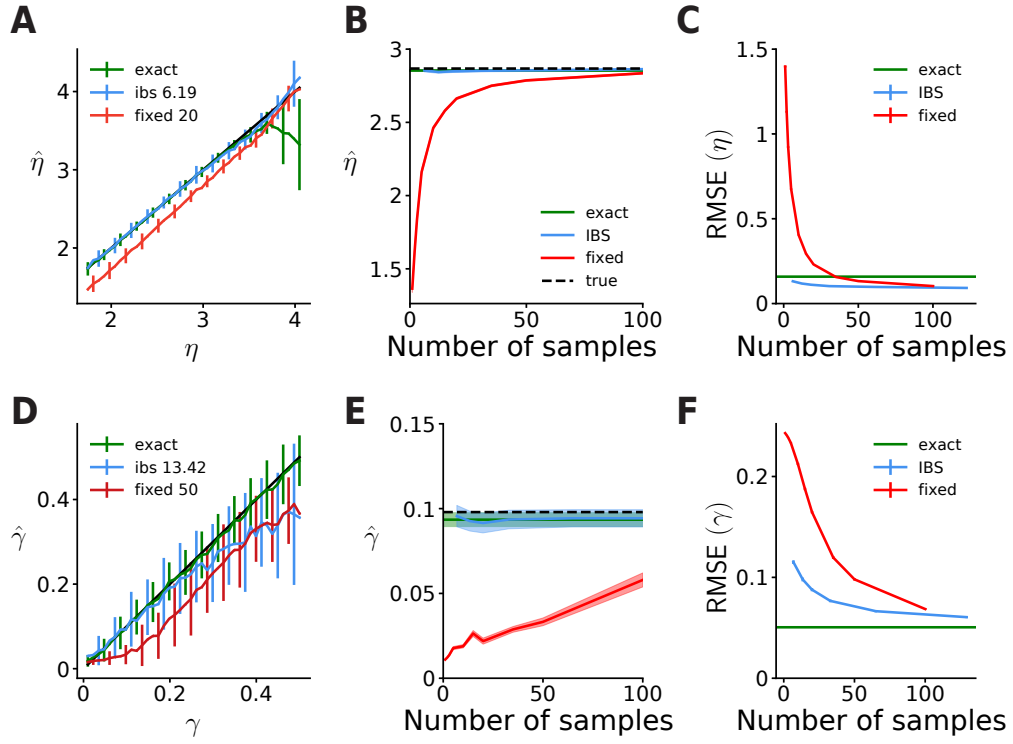 A
exact
ibs 6.19
fixed 20
4
3
2
η̂
2
3
4
η
B
3
2.5
2
1.5
η̂
exact
IBS
fixed
true
0
50
100
Number of samples
C
1.5
1
0.5
0
RMSE (η)
exact
IBS
fixed
0
50
100
Number of samples
D
exact
ibs 13.42
fixed 50
0.4
0.2
0
γ̂
0
0.2
0.4
γ
E
0.15
0.1
0.05
0
γ̂
0
50
100
Number of samples
F
0.2
0.1
0
RMSE (γ)
exact
IBS
fixed
0
50
100
Number of samples